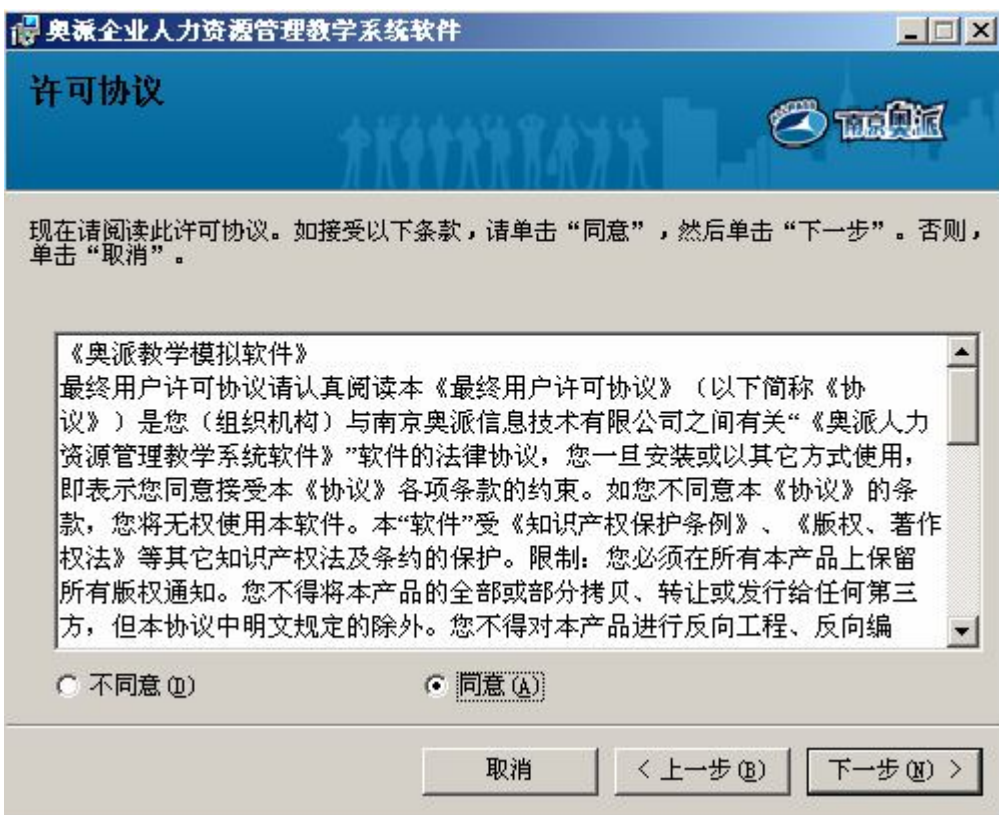 奥派企业人力资源管理教学系统软件
许可协议
南京奥派
现在请阅读此许可协议。如接受以下条款，请单击“同意”，然后单击“下一步”。否则，
单击“取消”。
《奥派教学模拟软件》
最终用户许可协议请认真阅读本《最终用户许可协议》（以下简称《协
议》）是您（组织机构）与南京奥派信息技术有限公司之间有关“《奥派人力
资源管理教学系统软件》”软件的法律协议，您一旦安装或以其它方式使用，
即表示您同意接受本《协议》各项条款的约束。如您不同意本《协议》的条
款，您将无权使用本软件。本“软件”受《知识产权保护条例》、《版权、著作
权法》等其它知识产权法及条约的保护。限制：您必须在所有本产品上保留
所有版权通知。您不得将本产品的全部或部分拷贝、转让或发行给任何第三
方，但本协议中明文规定的除外。您不得对本产品进行反向工程、反向编
不同意(D)
同意(A)
取消
< 上一步(B)
下一步(N) >